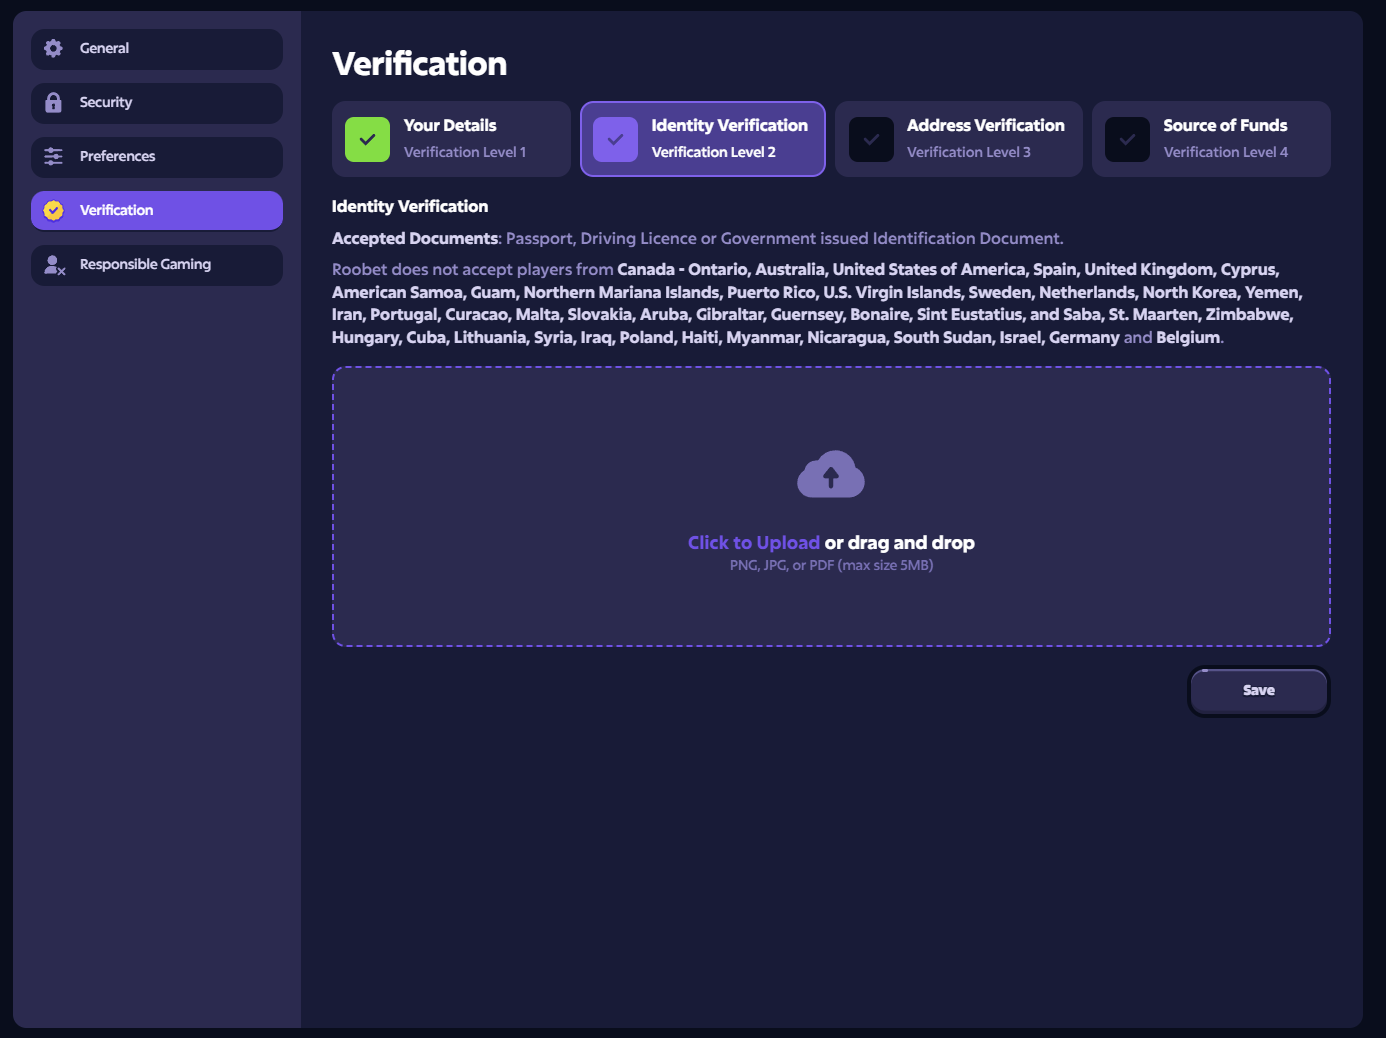 General
Security
Preferences
Verification
Responsible Gaming
Verification
Your Details
Verification Level 1
Identity Verification
Verification Level 2
Address Verification
Verification Level 3
Source of Funds
Verification Level 4
Identity Verification
Accepted Documents: Passport, Driving Licence or Government issued Identification Document.
Roobet does not accept players from Canada - Ontario, Australia, United States of America, Spain, United Kingdom, Cyprus,
American Samoa, Guam, Northern Mariana Islands, Puerto Rico, U.S. Virgin Islands, Sweden, Netherlands, North Korea, Yemen,
Iran, Portugal, Curacao, Malta, Slovakia, Aruba, Gibraltar, Guernsey, Bonaire, Sint Eustatius, and Saba, St. Maarten, Zimbabwe,
Hungary, Cuba, Lithuania, Syria, Iraq, Poland, Haiti, Myanmar, Nicaragua, South Sudan, Israel, Germany and Belgium.
Click to Upload or drag and drop
PNG, JPG, or PDF (max size 5MB)
Save